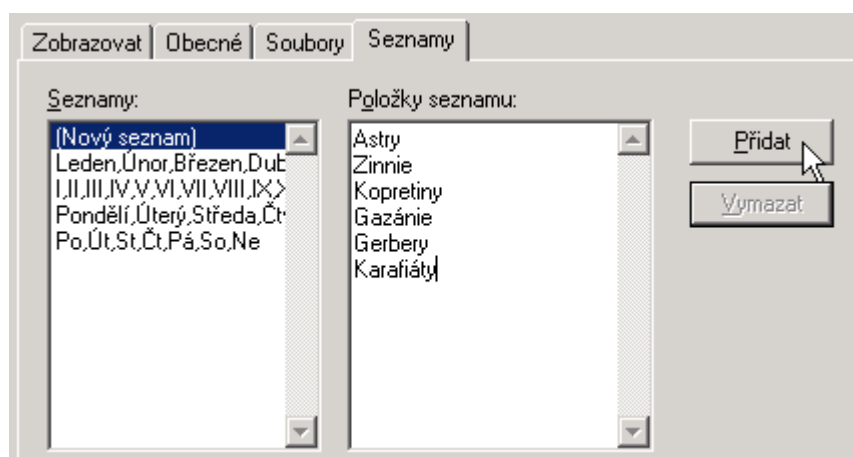 Zobrazovat Obecné Soubory Seznamy
Seznamy:
(Nový seznam)
Leden,Únor,Březen,Dub
I,II,III,IV,V,VI,VII,VIII,IX,X
Pondělí,Úterý,Středa,Čt
Po,Út,St,Čt,Pá,So,Ne
Položky seznamu:
Astry
Zinnie
Kopretiny
Gazánie
Gerbery
Karafiáty
Přidat
Vymazat